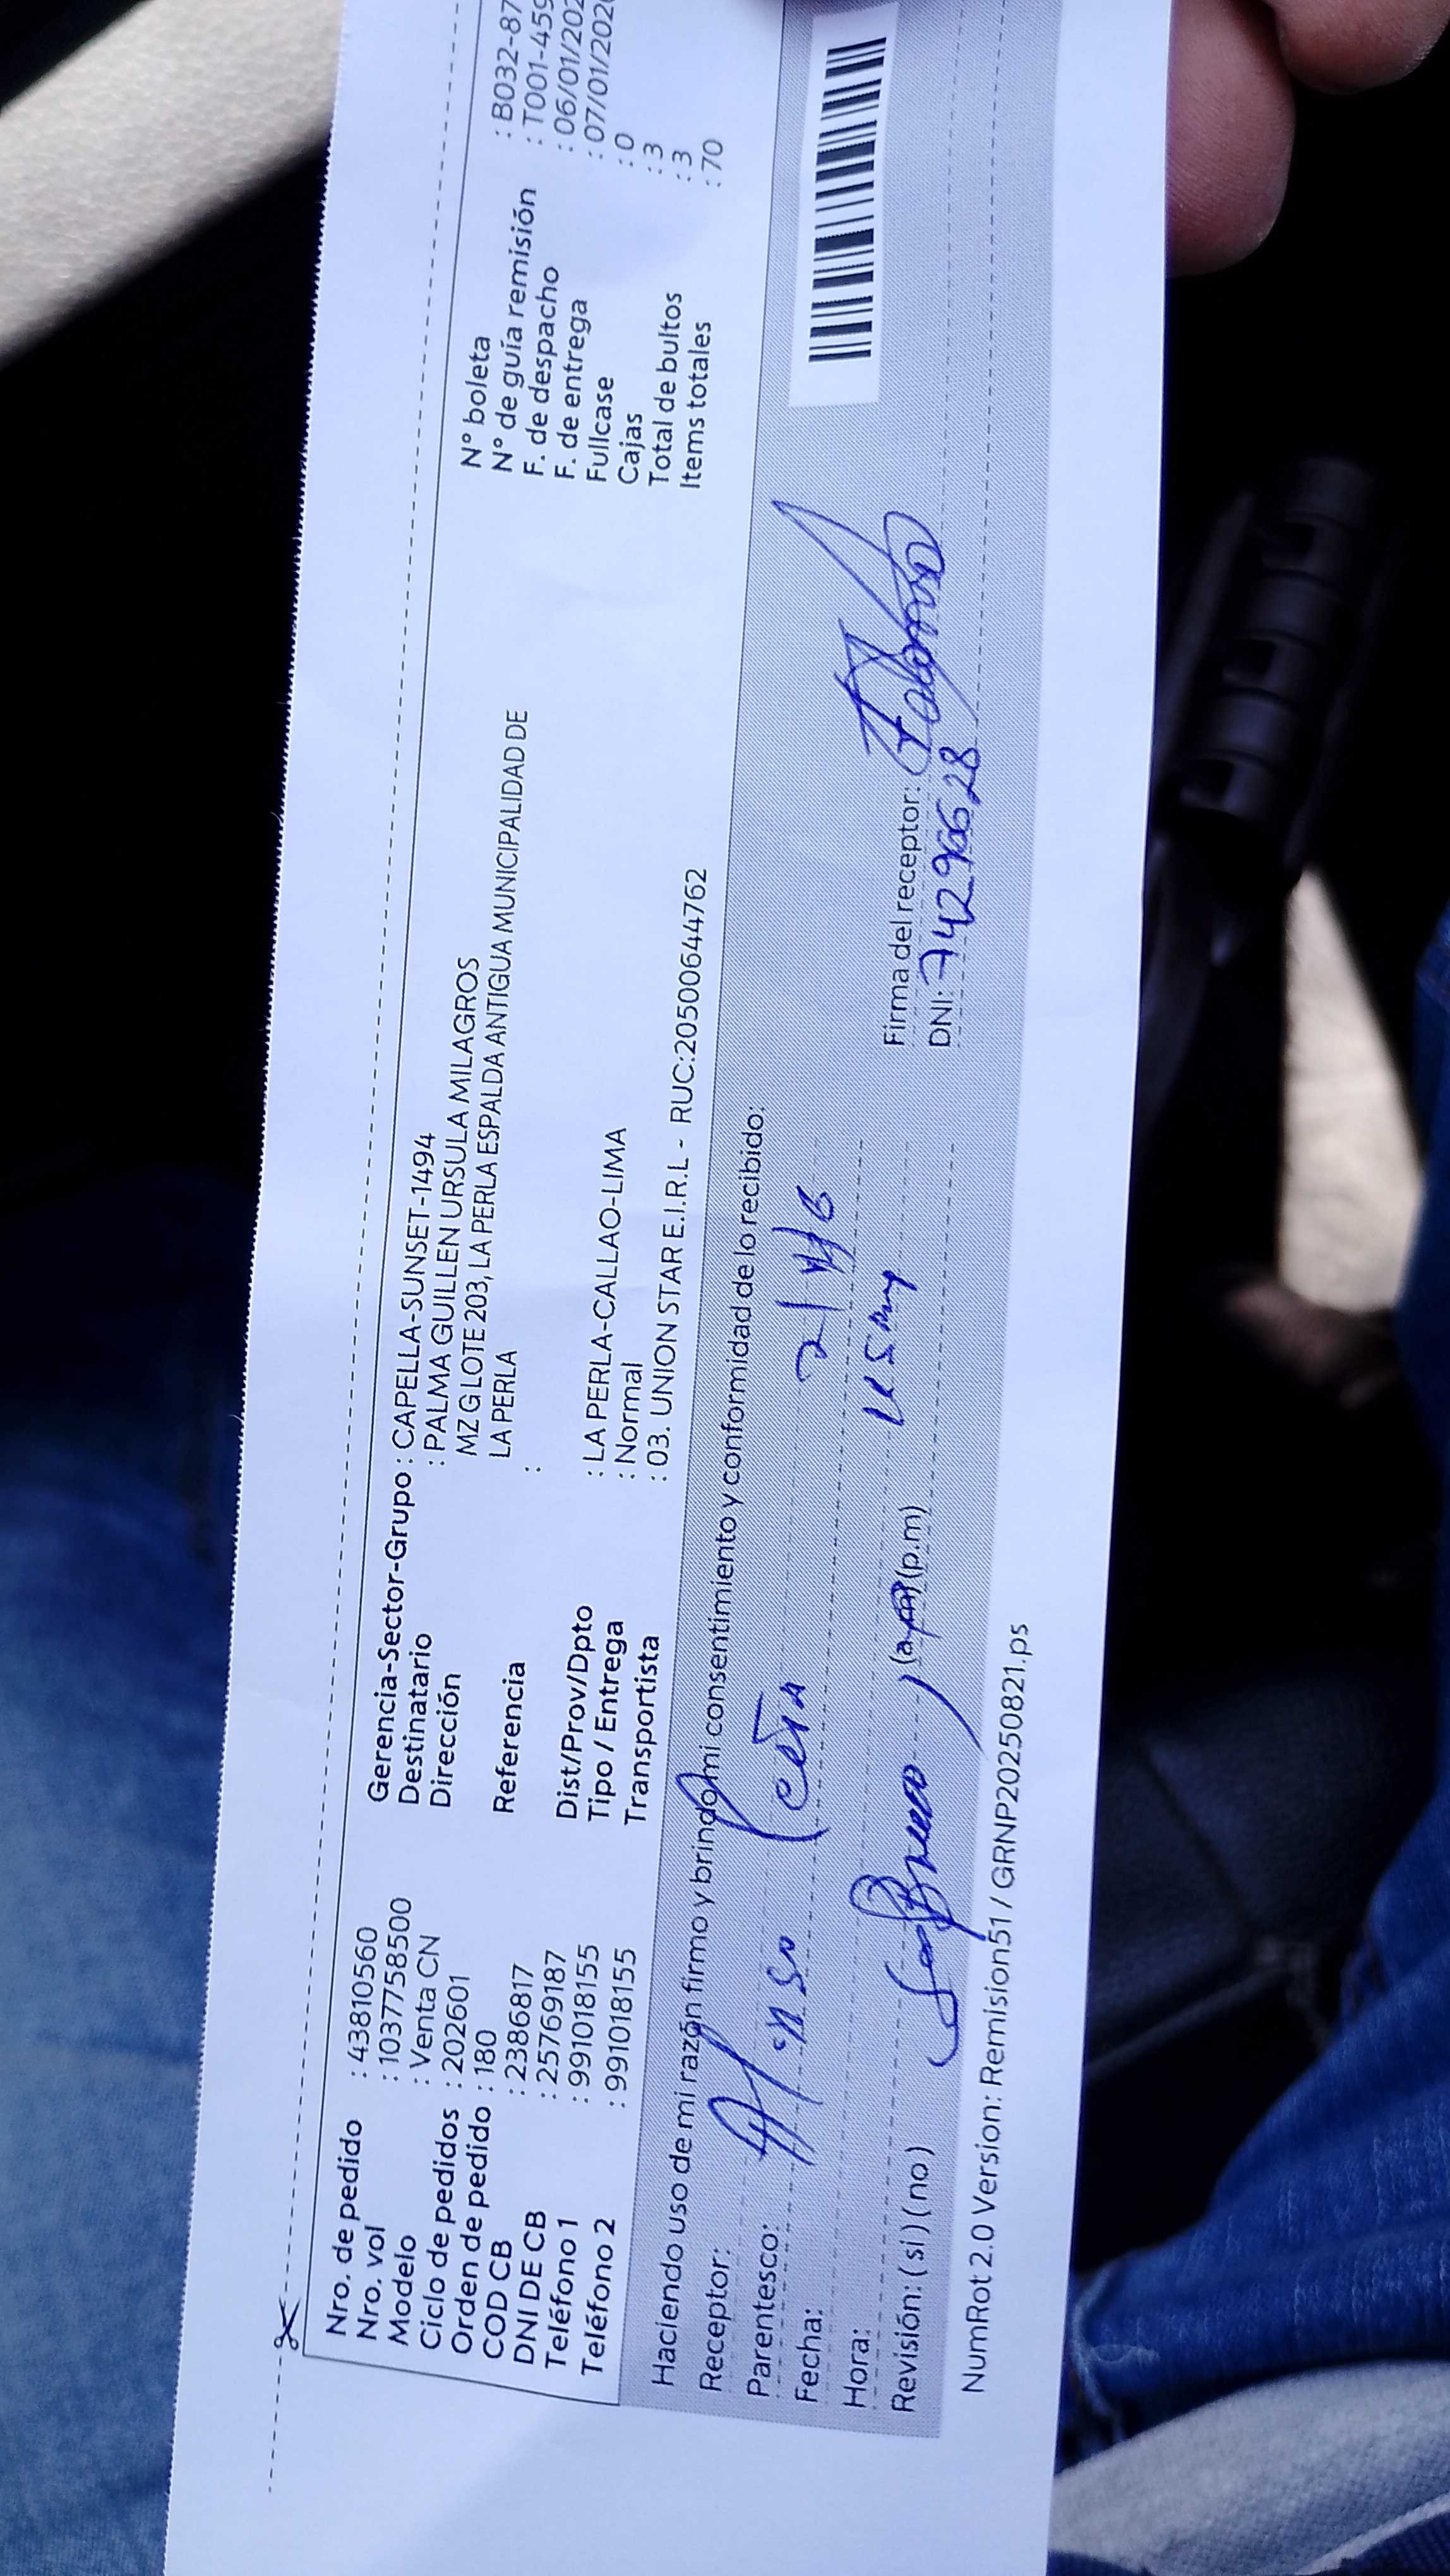 Nro. de pedido : 43810560
Nro. vol : 1037758500
Modelo : Venta CN
Ciclo de pedidos : 202601
Orden de pedido : 180
COD CB : 2386817
DNI DE CB : 25769187
Teléfono 1 : 991018155
Teléfono 2 : 991018155
Gerencia-Sector-Grupo : CAPELLA-SUNSET-1494
Destinatario : PALMA GUILLEN URSULA MILAGROS
Dirección MZ G LOTE 203, LA PERLA ESPALDA ANTIGUA MUNICIPALIDAD DE
LA PERLA
Referencia :
Dist/Prov/Dpto : LA PERLA-CALLAO-LIMA
Tipo / Entrega : Normal
Transportista : 03. UNION STAR E.I.R.L - RUC:20500644762
N° boleta : B032-87
N° de guía remisión : T001-459
F. de despacho : 06/01/202
F. de entrega : 07/01/202
Fullcase : 0
Cajas : 3
Total de bultos : 3
Items totales : 70
Haciendo uso de mi razón firmo y brindo mi consentimiento y conformidad de lo recibido:
Receptor:
Parentesco:
Fecha:
Hora: (a.m) (p.m)
Revisión: ( si ) ( no )
Firma del receptor:
DNI: 74296628
NumRot 2.0 Version: Remision51 / GRNP20250821.ps